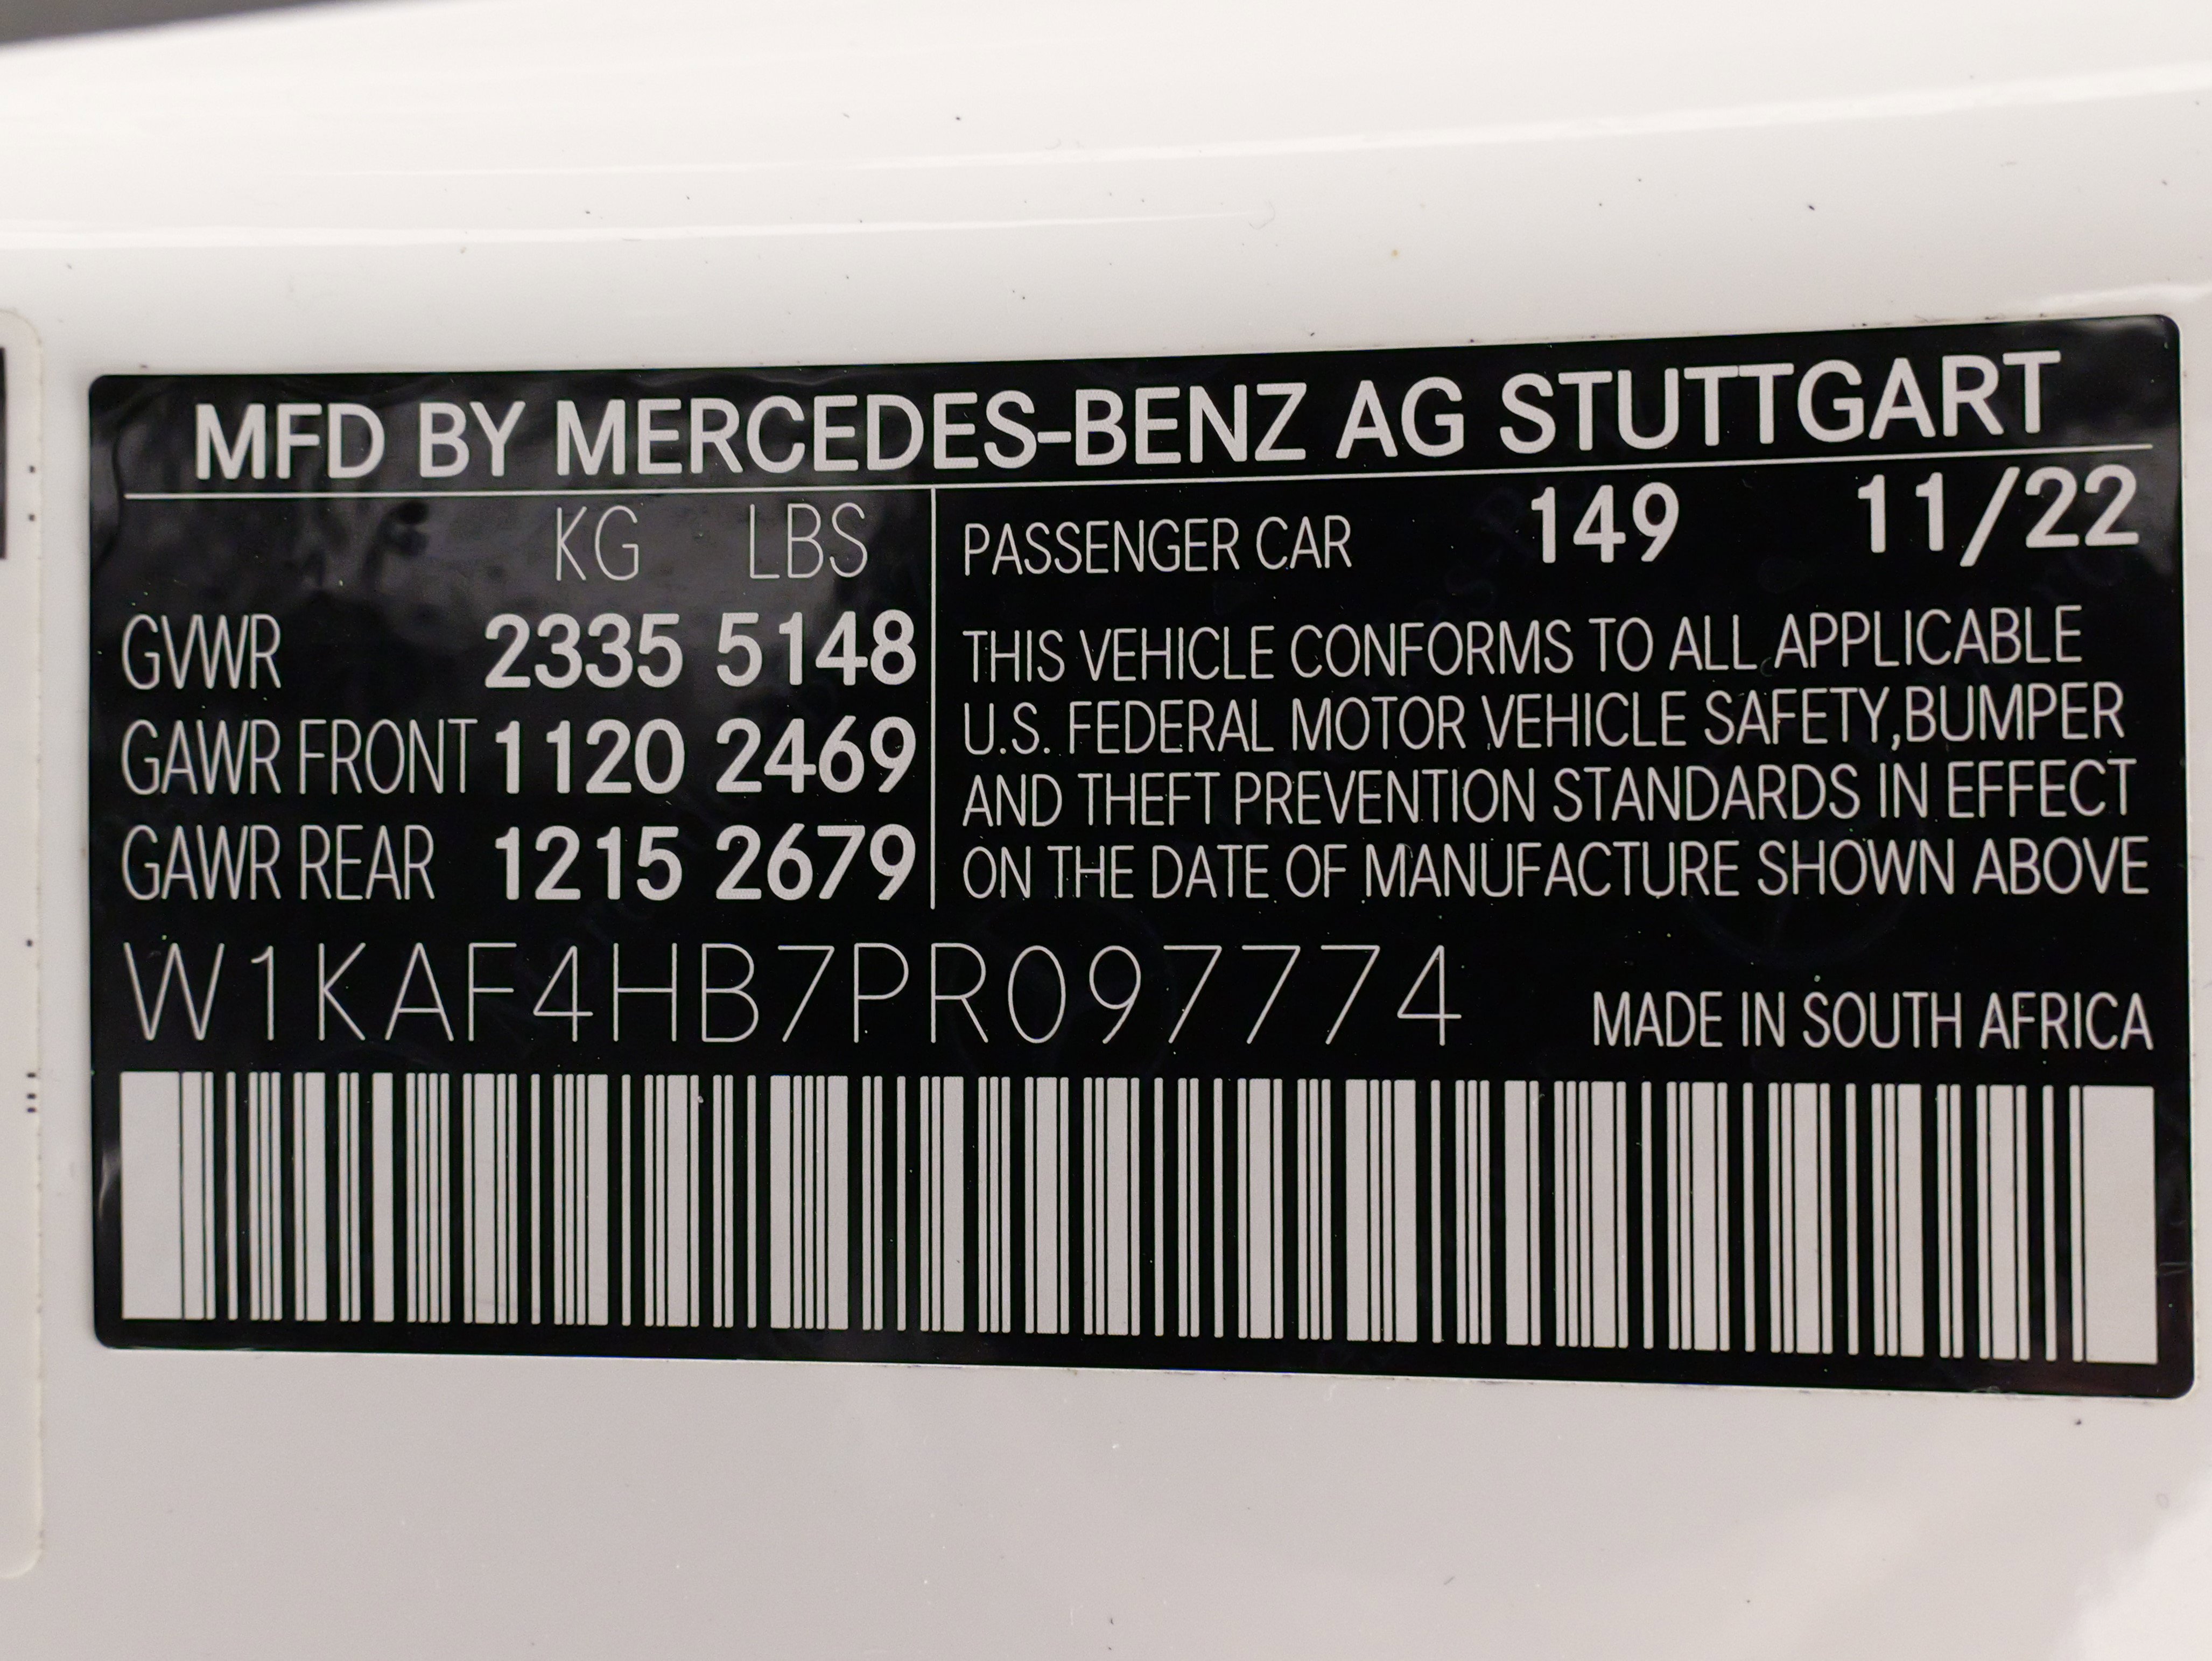 MFD BY MERCEDES-BENZ AG STUTTGART
KG LBS
GVWR 2335 5148
GAWR FRONT 1120 2469
GAWR REAR 1215 2679
PASSENGER CAR 149 11/22
THIS VEHICLE CONFORMS TO ALL APPLICABLE
U.S. FEDERAL MOTOR VEHICLE SAFETY,BUMPER
AND THEFT PREVENTION STANDARDS IN EFFECT
ON THE DATE OF MANUFACTURE SHOWN ABOVE
W1KAF4HB7PR097774
MADE IN SOUTH AFRICA